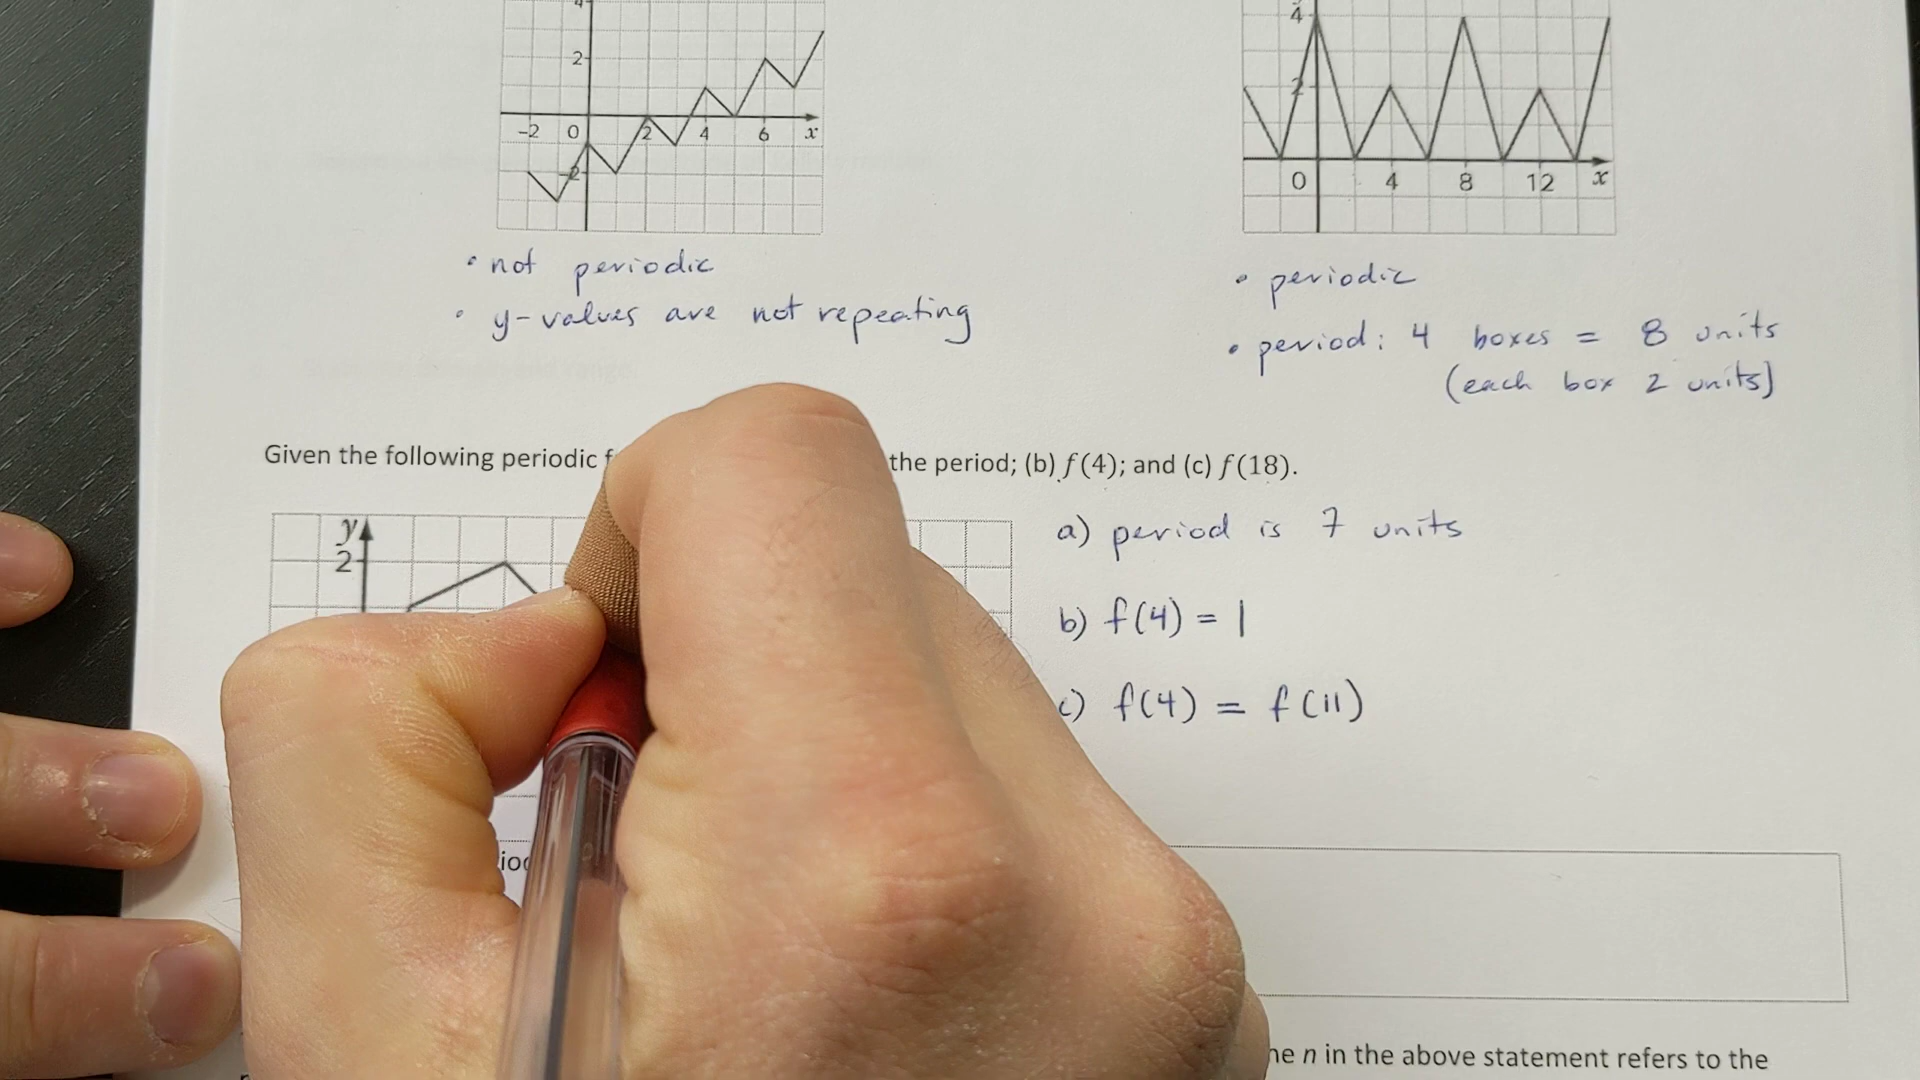 4 4
2 2
-2 0 2 4 6 x
-2
0 4 8 12 x
• not periodic
• y-values are not repeating
• periodic
• period: 4 boxes = 8 units
(each box 2 units)
Given the following periodic f the period; (b) f(4); and (c) f(18).
y
2
a) period is 7 units
b) f(4) = 1
c) f(4) = f(11)
n in the above statement refers to the